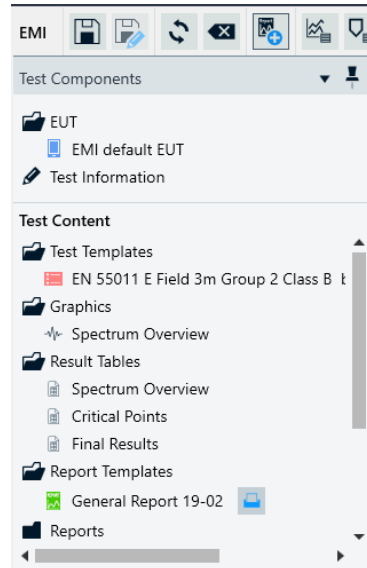 EMI
Test Components
EUT
EMI default EUT
Test Information
Test Content
Test Templates
EN 55011 E Field 3m Group 2 Class B
Graphics
Spectrum Overview
Result Tables
Spectrum Overview
Critical Points
Final Results
Report Templates
General Report 19-02
Reports